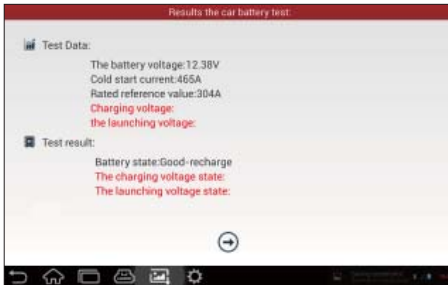 Results the car battery test:
Test Data:
The battery voltage:12.38V
Cold start current:465A
Rated reference value:304A
Charging voltage:
the launching voltage:
Test result:
Battery state:Good-recharge
The charging voltage state:
The launching voltage state: